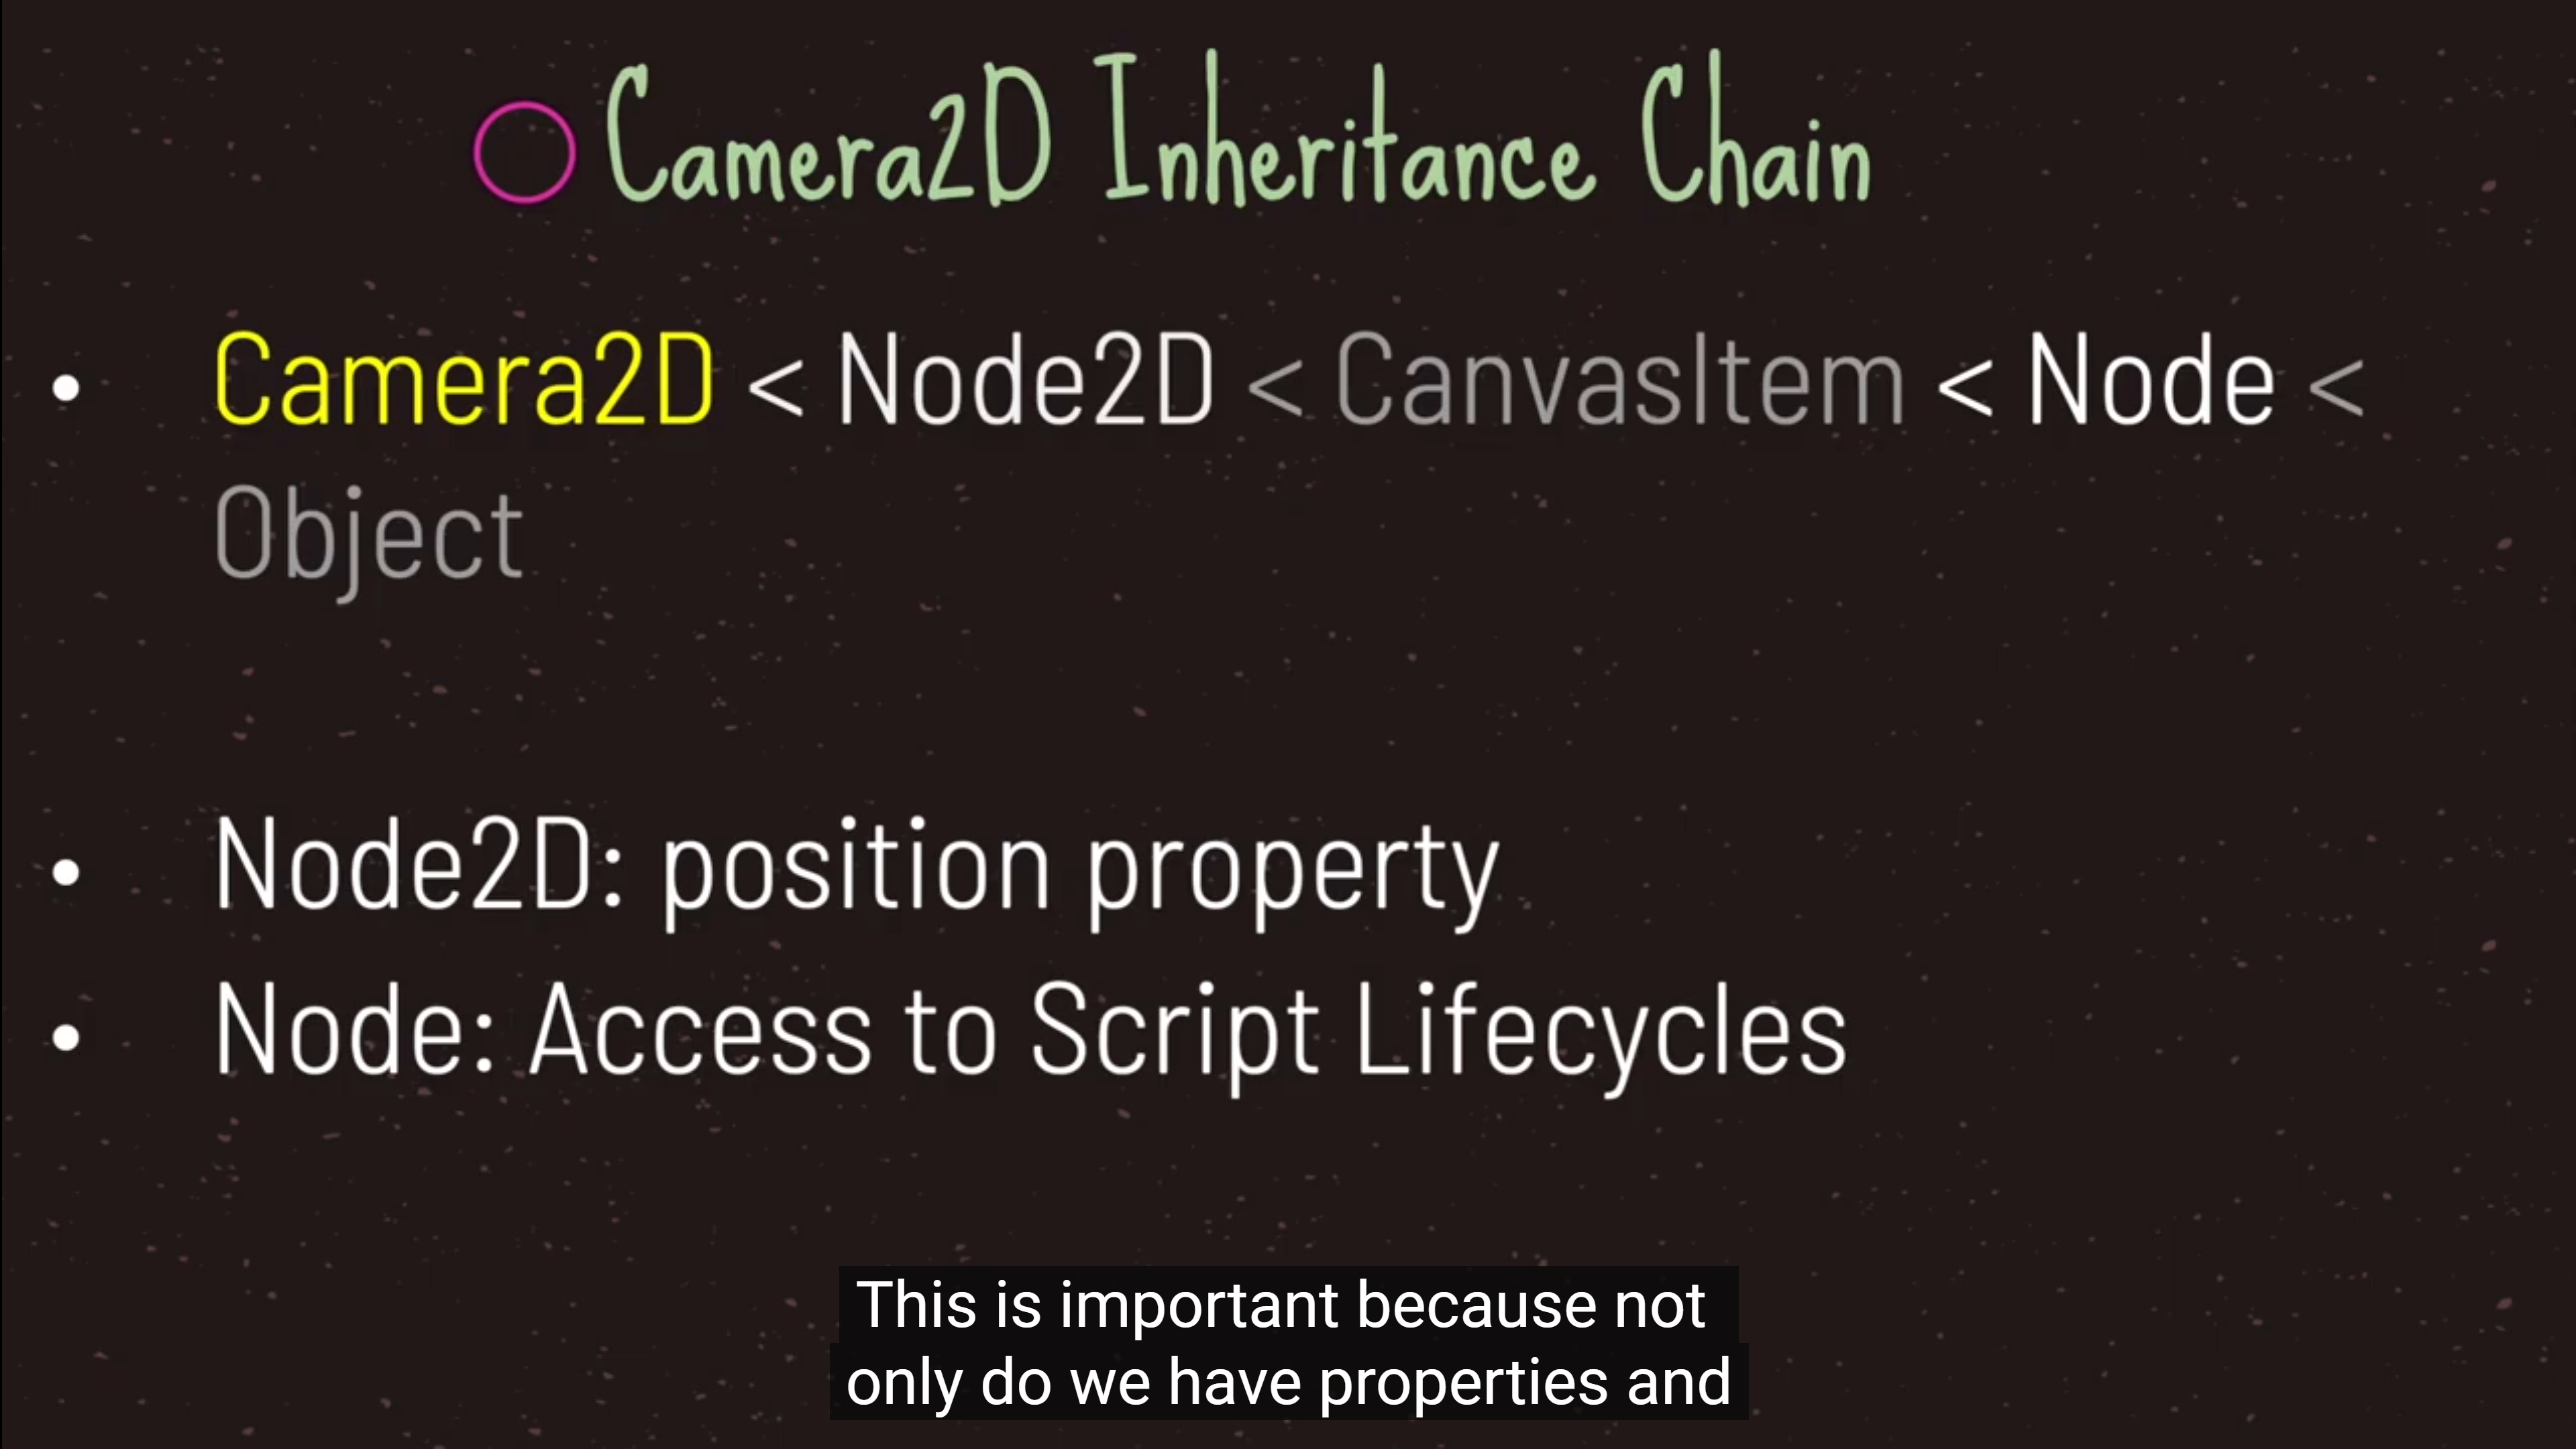 Camera2D Inheritance Chain
• Camera2D < Node2D < CanvasItem < Node <
Object
• Node2D: position property
• Node: Access to Script Lifecycles
This is important because not
only do we have properties and